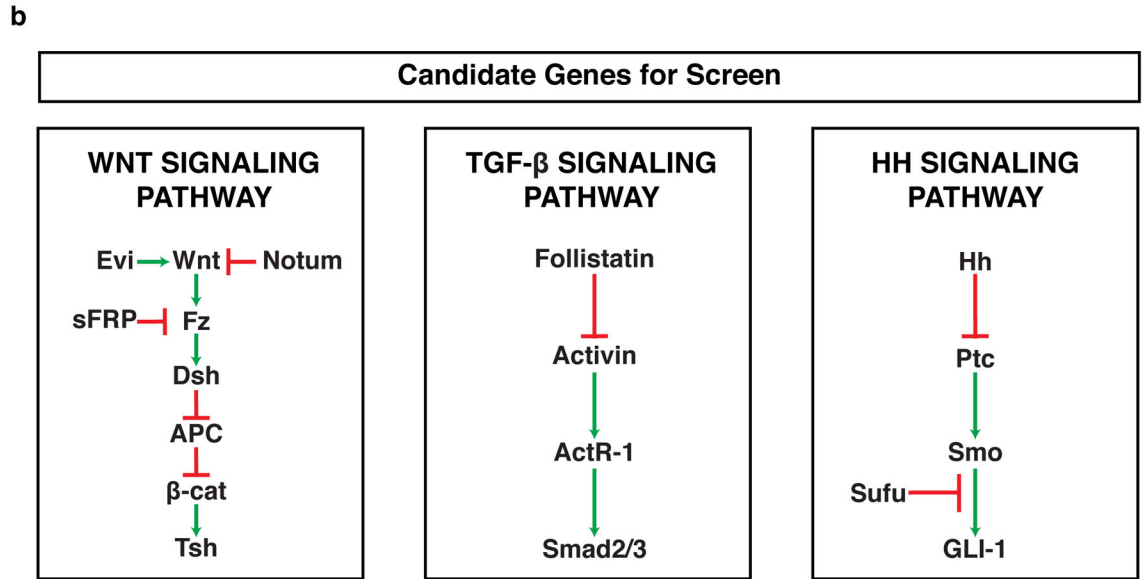 b
Candidate Genes for Screen
WNT SIGNALING
PATHWAY
Evi Wnt Notum
sFRP Fz
Dsh
APC
β-cat
Tsh
TGF-β SIGNALING
PATHWAY
Follistatin
Activin
ActR-1
Smad2/3
HH SIGNALING
PATHWAY
Hh
Ptc
Smo
Sufu
GLI-1